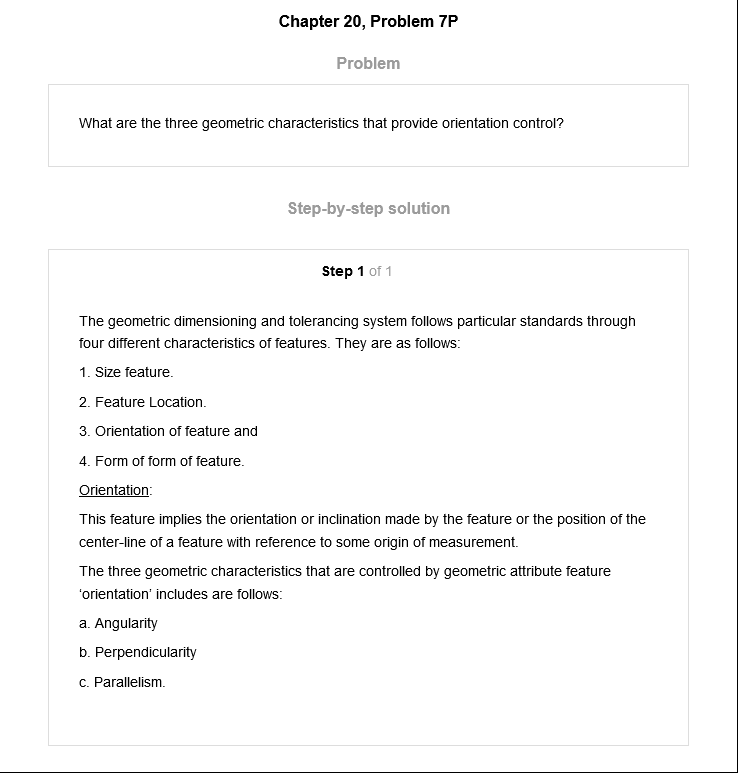 Chapter 20, Problem 7P
Problem
What are the three geometric characteristics that provide orientation control?
Step-by-step solution
Step 1 of 1
The geometric dimensioning and tolerancing system follows particular standards through
four different characteristics of features. They are as follows:
1. Size feature.
2. Feature Location.
3. Orientation of feature and
4. Form of form of feature.
Orientation:
This feature implies the orientation or inclination made by the feature or the position of the
center-line of a feature with reference to some origin of measurement.
The three geometric characteristics that are controlled by geometric attribute feature
‘orientation’ includes are follows:
a. Angularity
b. Perpendicularity
c. Parallelism.